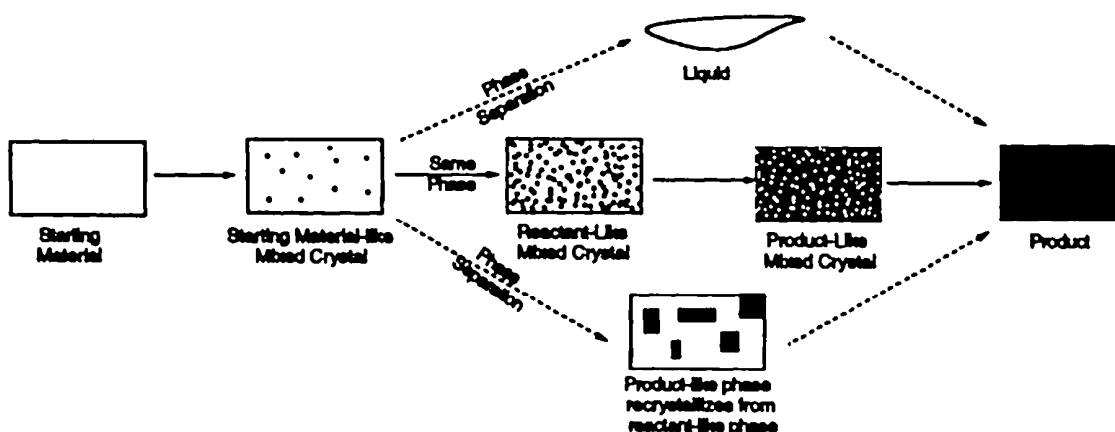 Liquid
Phase
Separation
Same
Phase
Starting
Material
Starting Material-like
Mixed Crystal
Reactant-Like
Mixed Crystal
Product-Like
Mixed Crystal
Product
Phase
Separation
Product-like phase
recrystallizes from
reactant-like phase